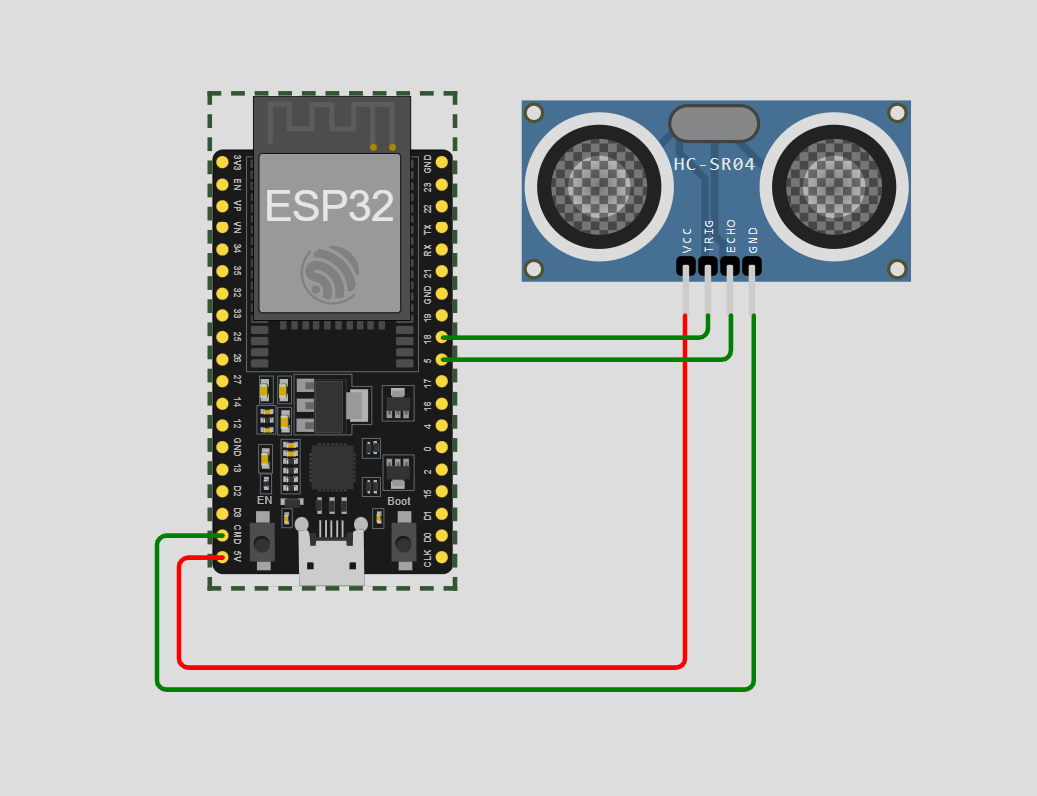 ESP32
3V3
EN
VP
VN
34
35
32
33
25
26
27
14
12
GND
13
D2
D3
CMD
5V
GND
23
22
TX
RX
21
GND
19
18
5
17
16
4
0
2
15
D1
D0
CLK
EN
Boot
HC-SR04
VCC
TRIG
ECHO
GND